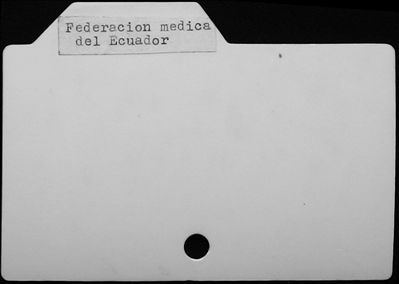 Federacion medica
del Ecuador